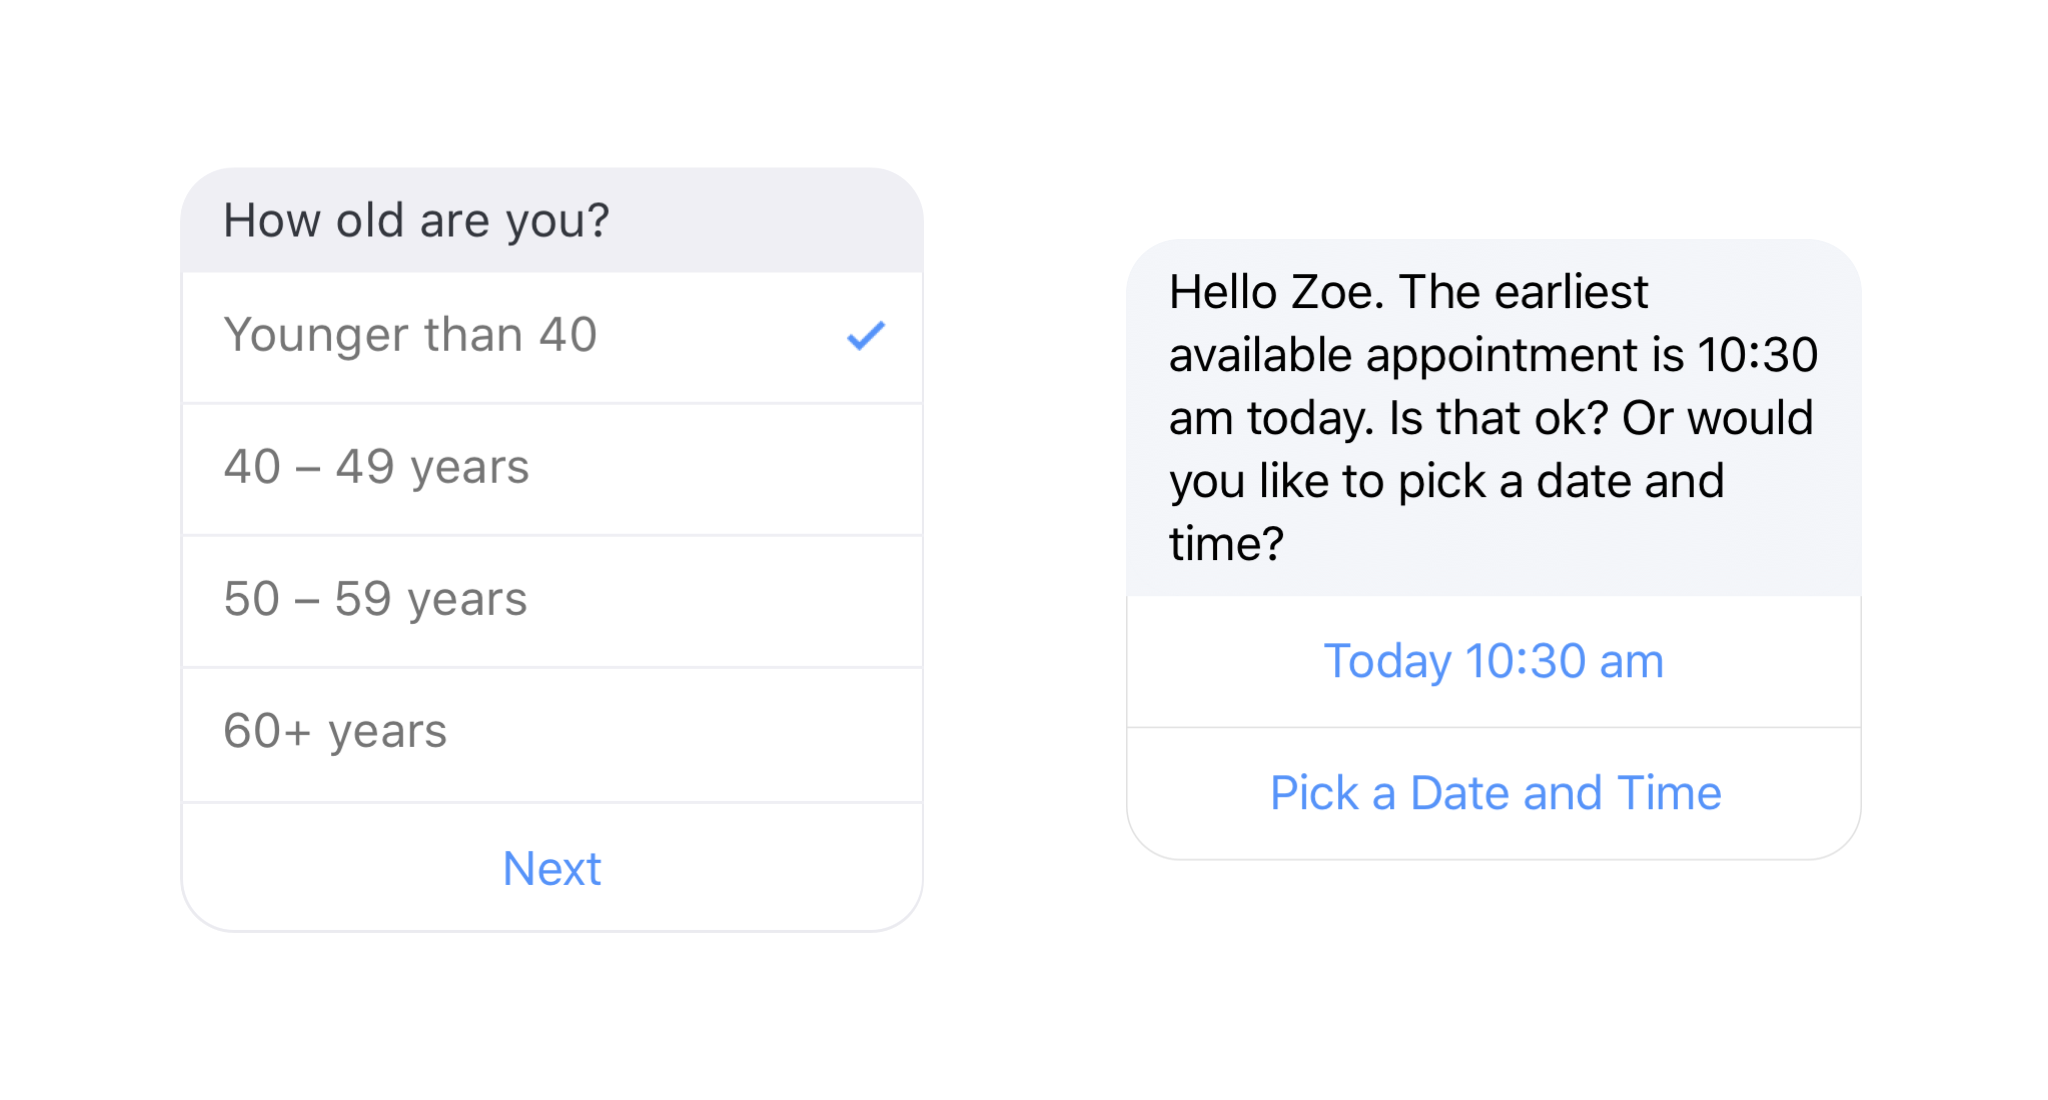 How old are you?
Younger than 40
40 – 49 years
50 – 59 years
60+ years
Next
Hello Zoe. The earliest
available appointment is 10:30
am today. Is that ok? Or would
you like to pick a date and
time?
Today 10:30 am
Pick a Date and Time